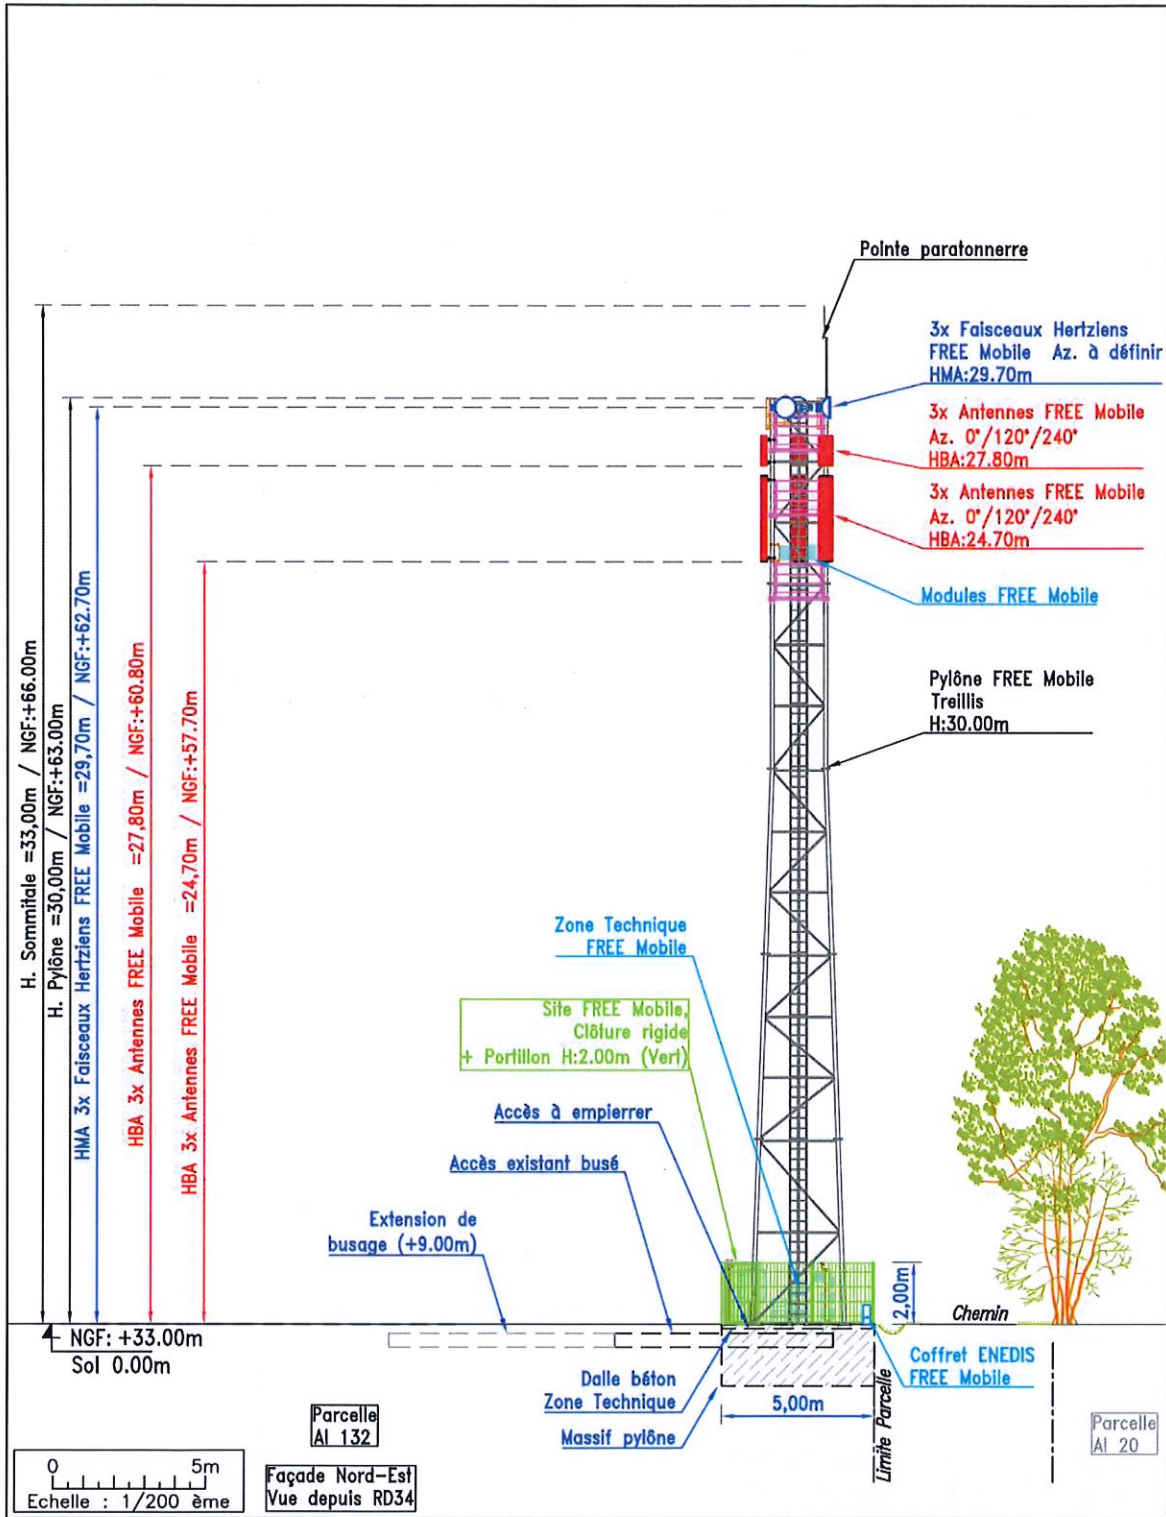 Pointe paratonnerre
3x Faisceaux Hertziens
FREE Mobile Az. à définir
HMA:29.70m
3x Antennes FREE Mobile
Az. 0°/120°/240°
HBA:27.80m
3x Antennes FREE Mobile
Az. 0°/120°/240°
HBA:24.70m
Modules FREE Mobile
Pylône FREE Mobile
Treillis
H:30.00m
H. Sommitale =33,00m / NGF:+66.00m
H. Pylône =30,00m / NGF:+63.00m
HMA 3x Faisceaux Hertziens FREE Mobile =29,70m / NGF:+62.70m
HBA 3x Antennes FREE Mobile =27,80m / NGF:+60.80m
HBA 3x Antennes FREE Mobile =24,70m / NGF:+57.70m
Zone Technique
FREE Mobile
Site FREE Mobile,
Clôture rigide
+ Portillon H:2.00m (Vert)
Accès à empierrer
Accès existant busé
Extension de
busage (+9.00m)
2,00m
Chemin
NGF: +33.00m
Sol 0.00m
Coffret ENEDIS
FREE Mobile
Dalle béton
Zone Technique
5,00m
Massif pylône
Limite Parcelle
Parcelle
AI 132
Parcelle
AI 20
Façade Nord-Est
Vue depuis RD34
0 5m
Echelle : 1/200 ème